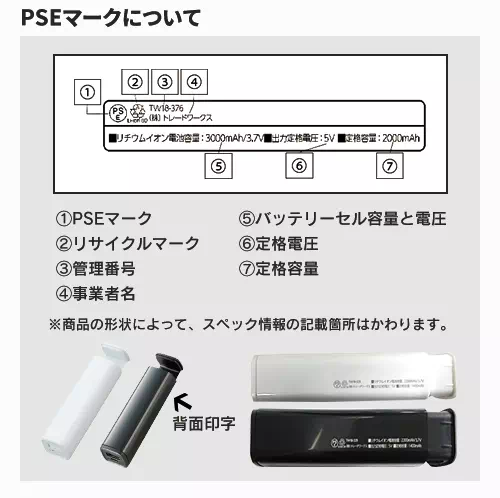 PSEマークについて
① ② ③ ④
PS
E
TW18-376
(株)トレードワークス
■リチウムイオン電池容量:3000mAh/3.7V■出力定格電圧:5V■定格容量:2000mAh
⑤ ⑥ ⑦
①PSEマーク
②リサイクルマーク
③管理番号
④事業者名
⑤バッテリーセル容量と電圧
⑥定格電圧
⑦定格容量
※商品の形状によって、スペック情報の記載箇所はかわります。
背面印字